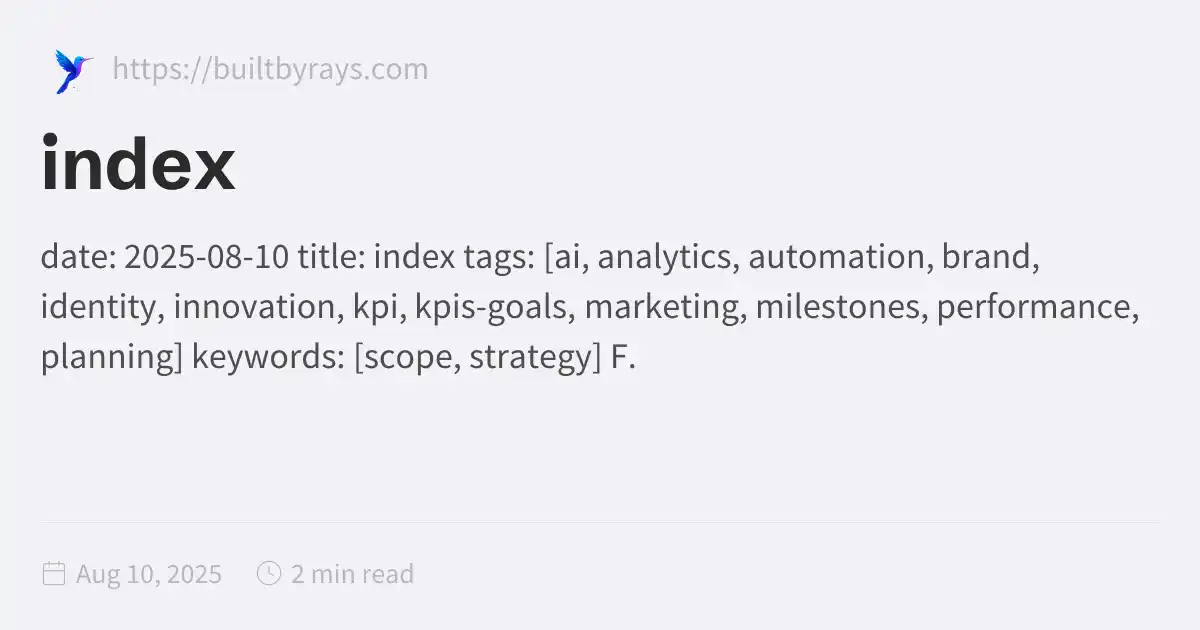 https://builtbyrays.com
index
date: 2025-08-10 title: index tags: [ai, analytics, automation, brand,
identity, innovation, kpi, kpis-goals, marketing, milestones, performance,
planning] keywords: [scope, strategy] F.
Aug 10, 2025 2 min read